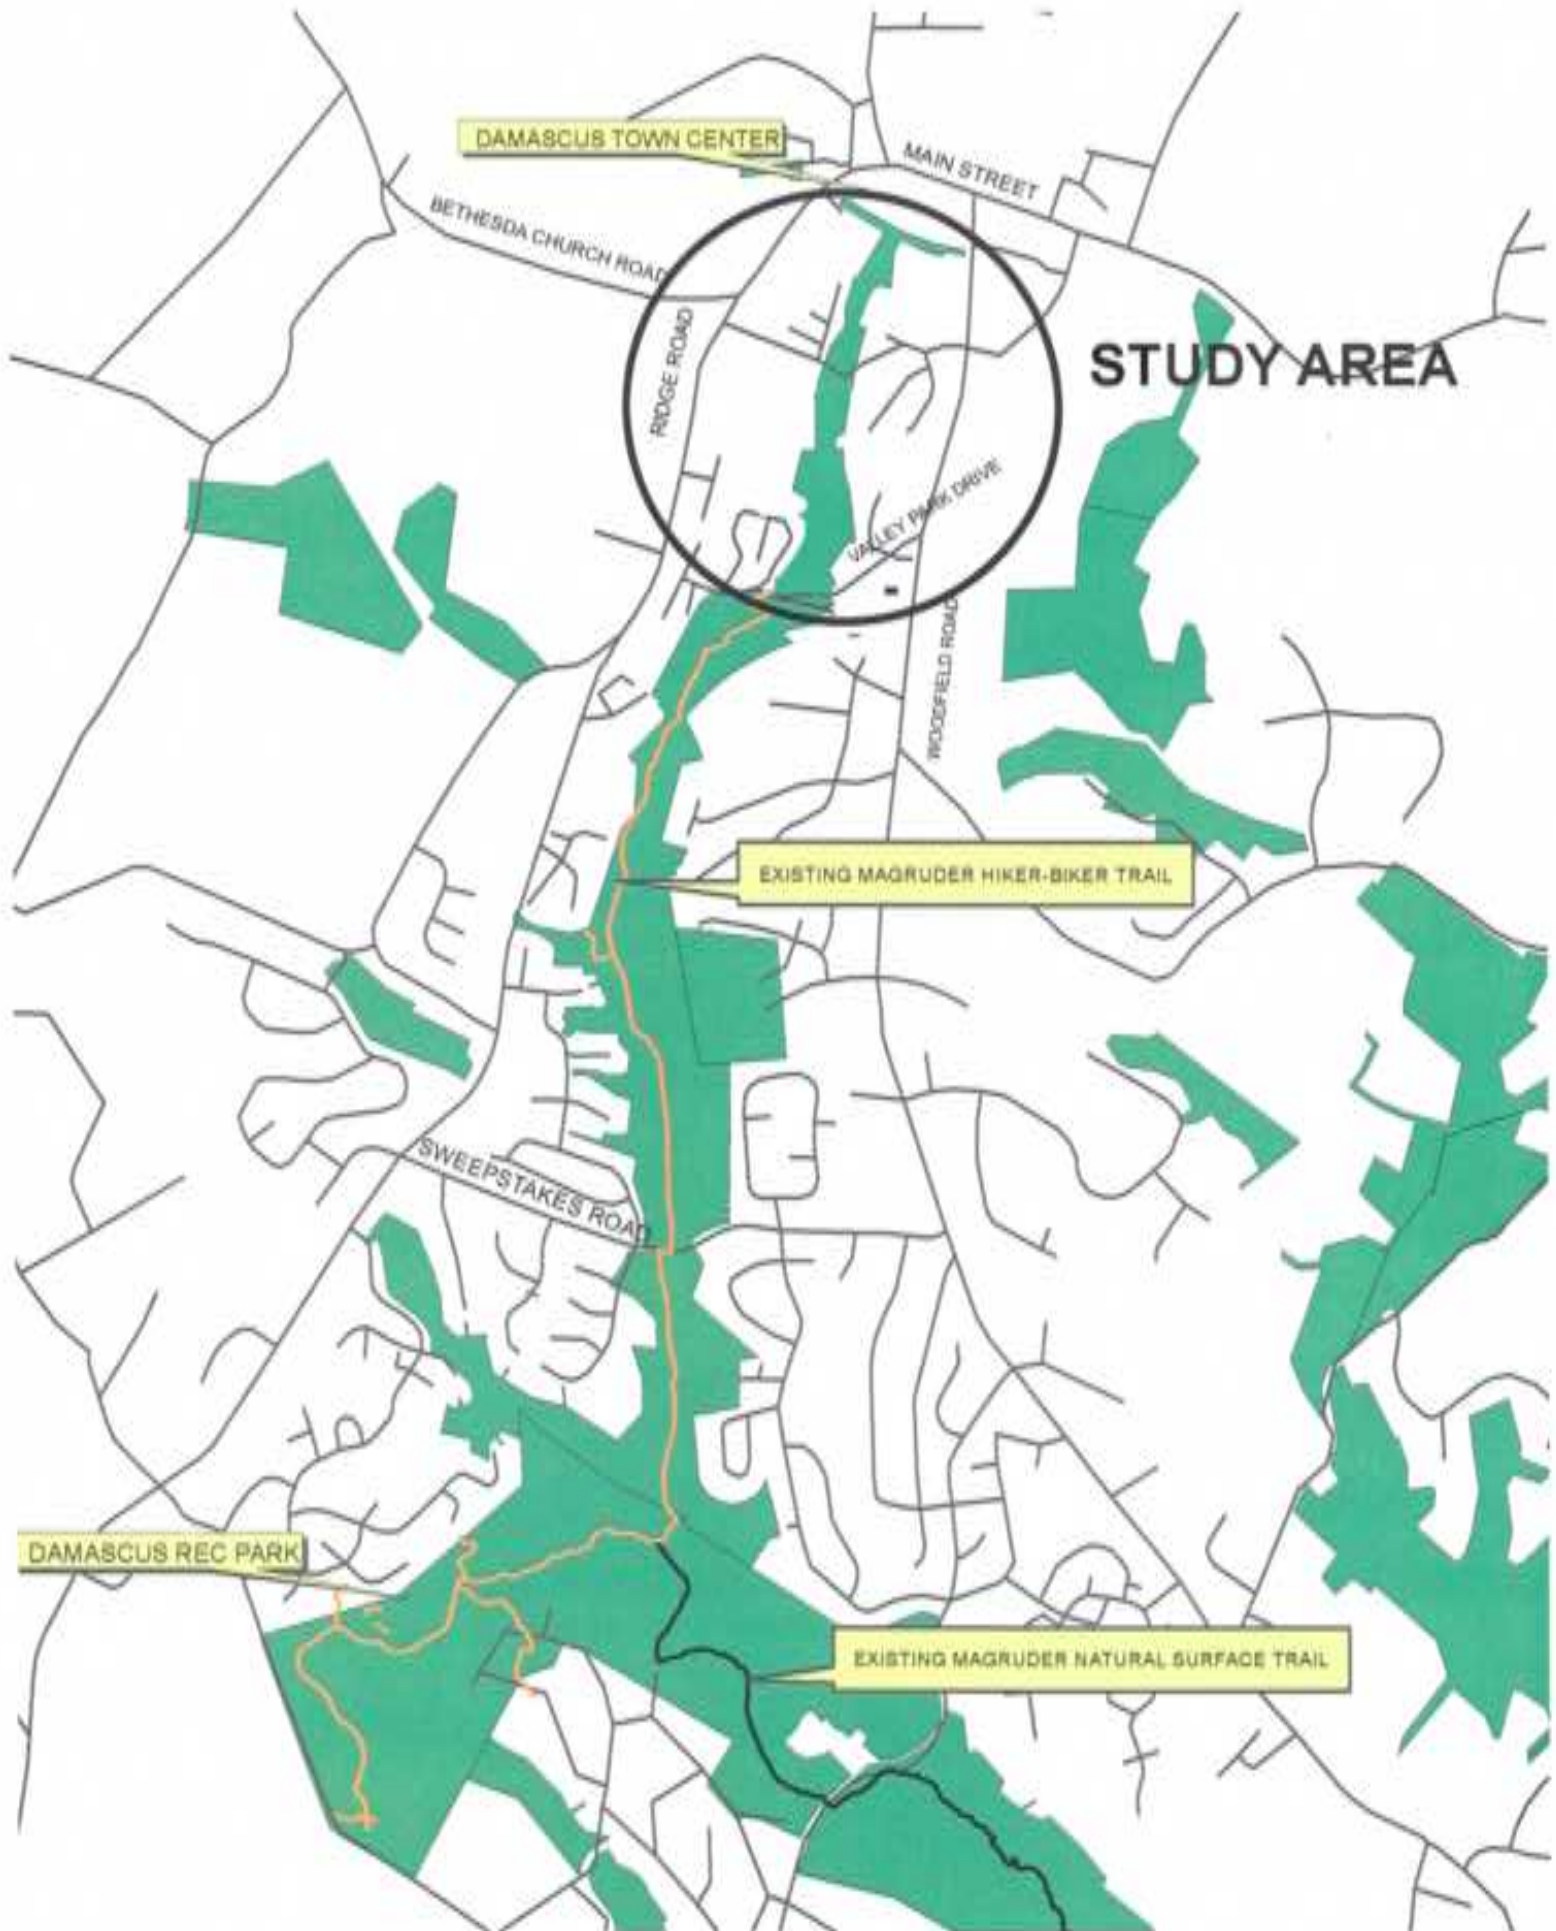 DAMASCUS TOWN CENTER
MAIN STREET
BETHESDA CHURCH ROAD
RIDGE ROAD
STUDY AREA
VALLEY PARK DRIVE
WOODFIELD ROAD
EXISTING MAGRUDER HIKER-BIKER TRAIL
SWEEPSTAKES ROAD
DAMASCUS REC PARK
EXISTING MAGRUDER NATURAL SURFACE TRAIL